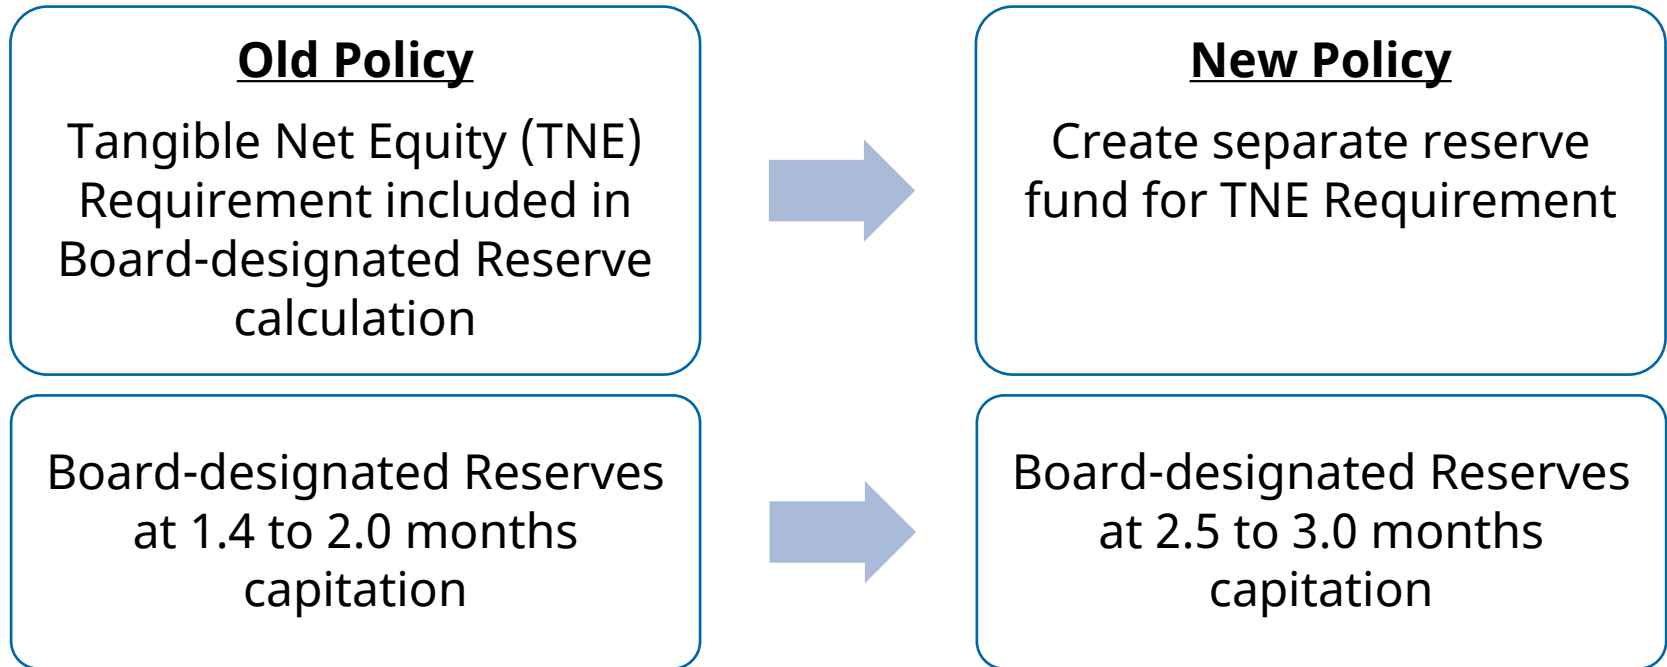 Old Policy
Tangible Net Equity (TNE)
Requirement included in
Board-designated Reserve
calculation
New Policy
Create separate reserve
fund for TNE Requirement
Board-designated Reserves
at 1.4 to 2.0 months
capitation
Board-designated Reserves
at 2.5 to 3.0 months
capitation